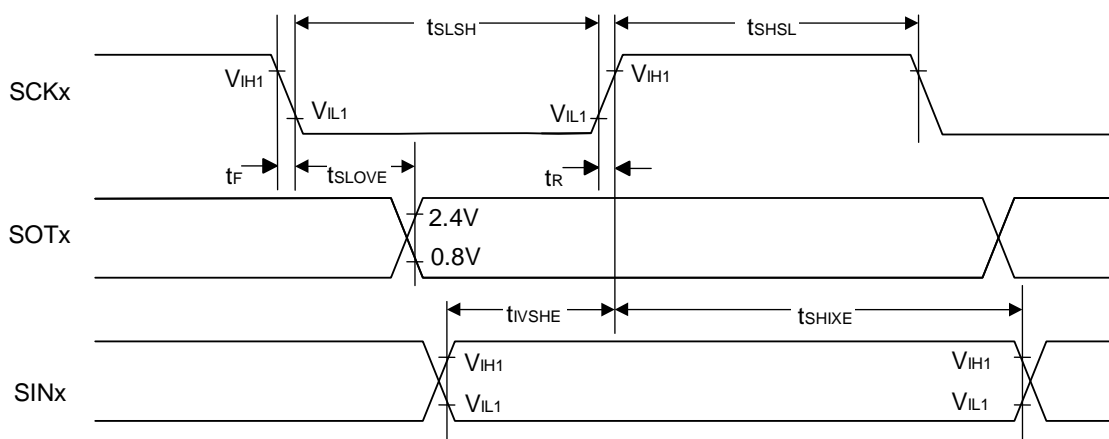 tSLSH
tSHSL
SCKx
VIH1
VIL1
VIL1
VIH1
tF
tSLOVE
tR
SOTx
2.4V
0.8V
tIVSHE
tSHIXE
SINx
VIH1
VIH1
VIL1
VIL1